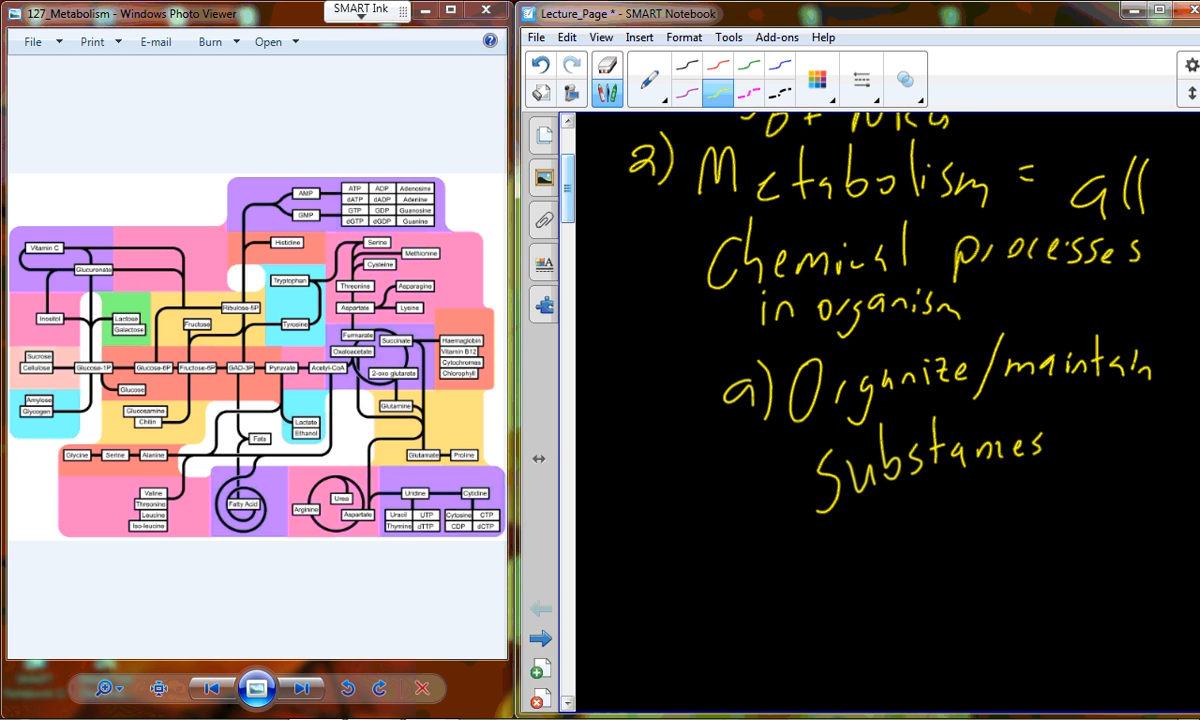 127_Metabolism - Windows Photo Viewer
SMART Ink
File Print E-mail Burn Open
Vitamin C
Glucuronate
Inositol
Lactose
Galactose
Sucrose
Cellulose
Amylose
Glycogen
Glucose-1P
Glucose-6P
Fructose-6P
GAD-3P
Pyruvate
Acetyl-CoA
Glucose
Glucosamine
Chitin
Fructose
Ribulose-5P
Histidine
AMP
GMP
ATP ADP Adenosine
dATP dADP Adenine
GTP GDP Guanosine
dGTP dGDP Guanine
Tryptophan
Tyrosine
Serine
Methionine
Cysteine
Threonine
Asparagine
Aspartate
Lysine
Fumarate
Oxaloacetate
Succinate
2-oxo glutarate
Haemaglobin
Vitamin B12
Cytochromes
Chlorophyll
Glutamine
Glutamate
Proline
Lactate
Ethanol
Fats
Glycine
Serine
Alanine
Valine
Threonine
Leucine
Iso-leucine
Fatty Acid
Arginine
Urea
Aspartate
Uridine
Cytidine
Uracil UTP Cytosine CTP
Thymine dTTP CDP dCTP
Lecture_Page * - SMART Notebook
File Edit View Insert Format Tools Add-ons Help
2) Metabolism = all
chemical processes
in organism
a) Organize/maintain
substances